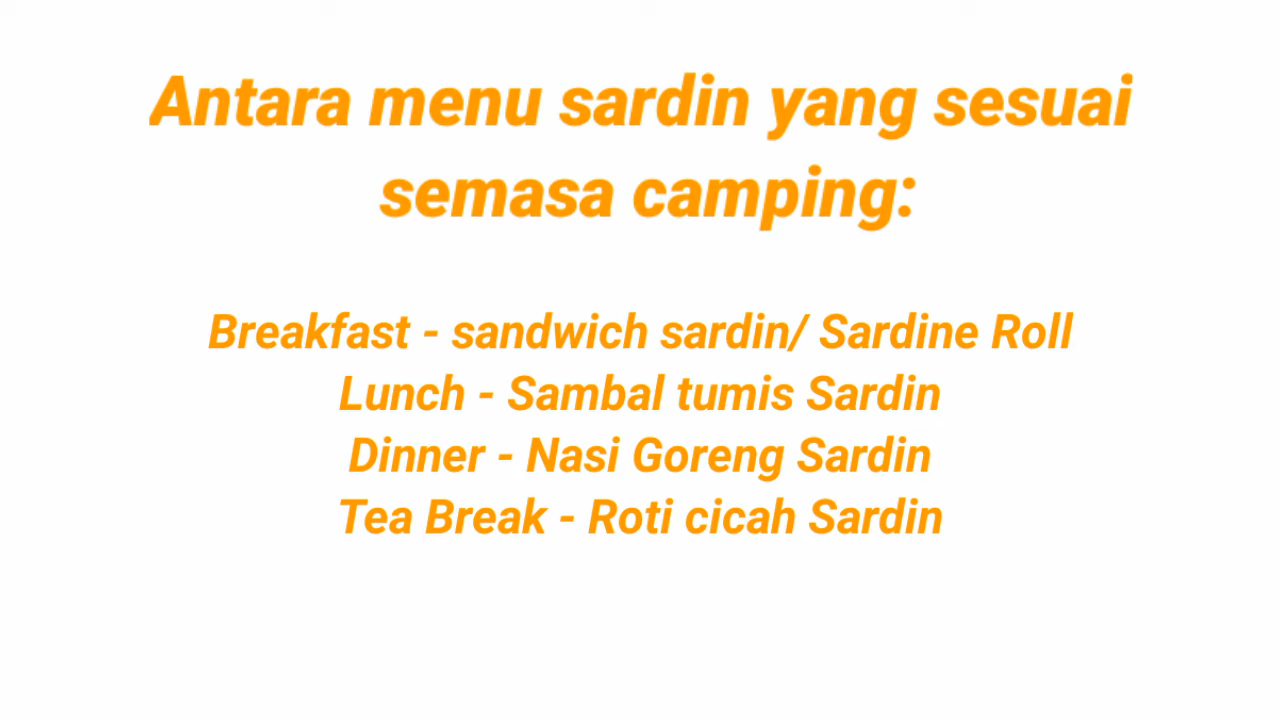 Antara menu sardin yang sesuai
semasa camping:
Breakfast - sandwich sardin/ Sardine Roll
Lunch - Sambal tumis Sardin
Dinner - Nasi Goreng Sardin
Tea Break - Roti cicah Sardin